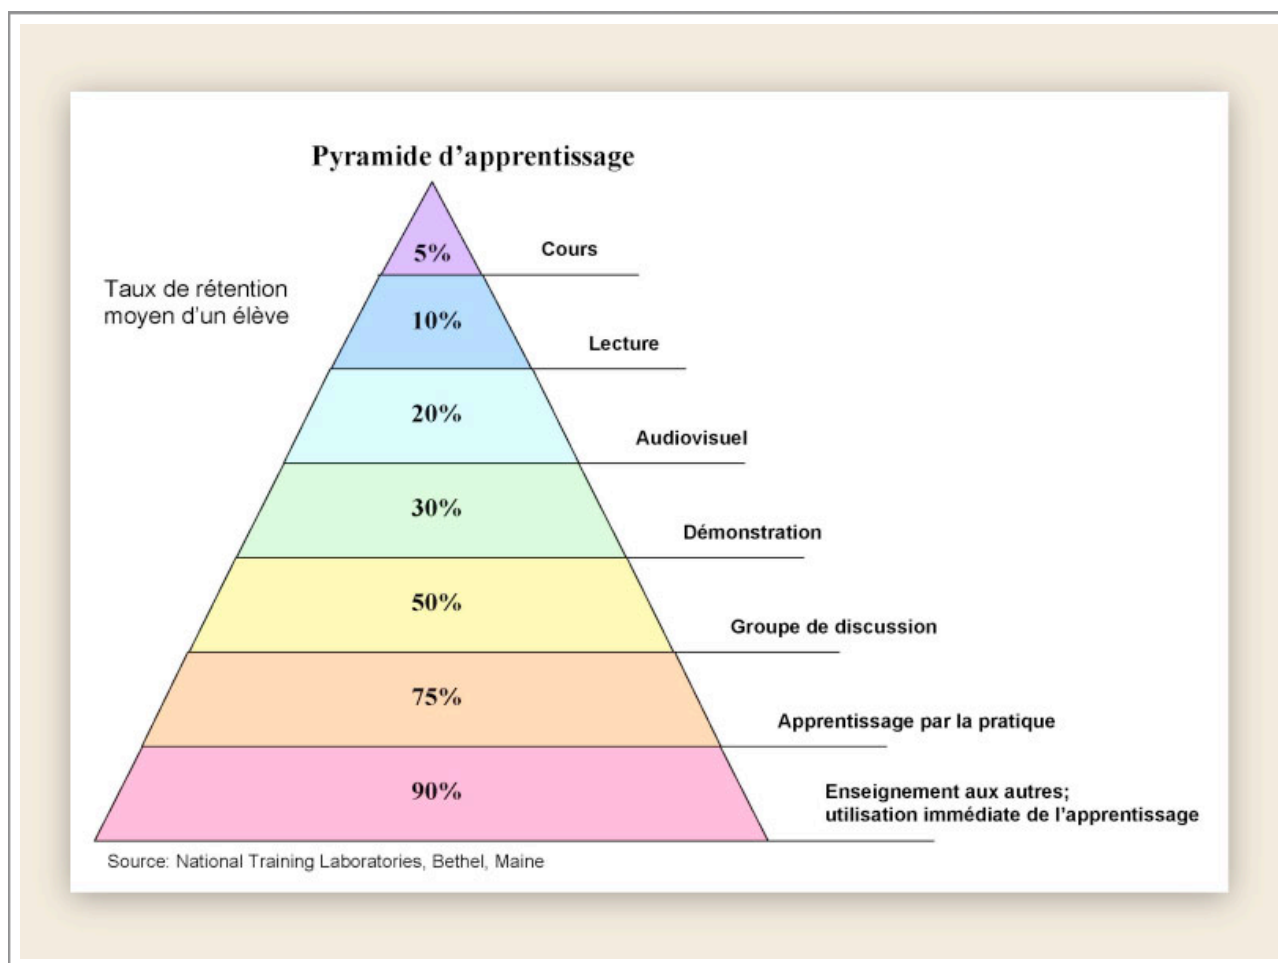 Pyramide d’apprentissage
Taux de rétention
moyen d’un élève
5%
Cours
10%
Lecture
20%
Audiovisuel
30%
Démonstration
50%
Groupe de discussion
75%
Apprentissage par la pratique
90%
Enseignement aux autres;
utilisation immédiate de l’apprentissage
Source: National Training Laboratories, Bethel, Maine